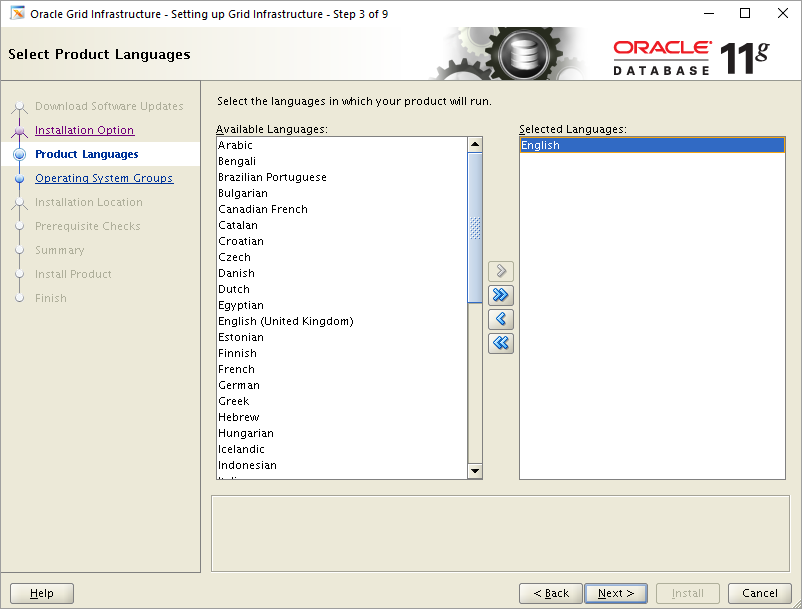 Oracle Grid Infrastructure - Setting up Grid Infrastructure - Step 3 of 9
Select Product Languages
ORACLE
DATABASE
11g
Download Software Updates
Installation Option
Product Languages
Operating System Groups
Installation Location
Prerequisite Checks
Summary
Install Product
Finish
Select the languages in which your product will run.
Available Languages:
Arabic
Bengali
Brazilian Portuguese
Bulgarian
Canadian French
Catalan
Croatian
Czech
Danish
Dutch
Egyptian
English (United Kingdom)
Estonian
Finnish
French
German
Greek
Hebrew
Hungarian
Icelandic
Indonesian
Selected Languages:
English
Help
< Back
Next >
Install
Cancel